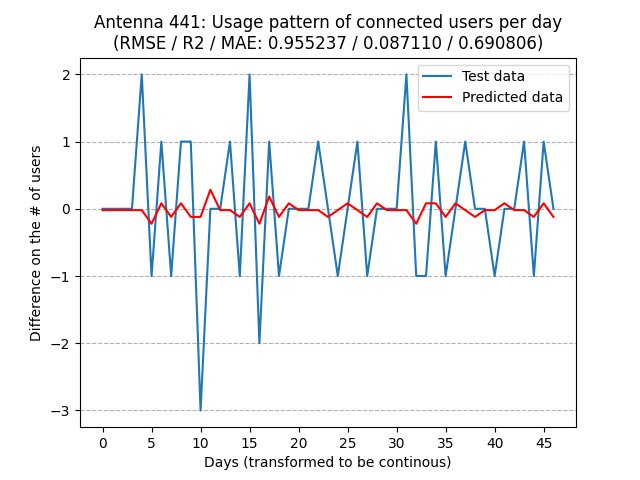 Antenna 441: Usage pattern of connected users per day
(RMSE / R2 / MAE: 0.955237 / 0.087110 / 0.690806)
Test data
Predicted data
Difference on the # of users
2
1
0
−1
−2
−3
0 5 10 15 20 25 30 35 40 45
Days (transformed to be continous)